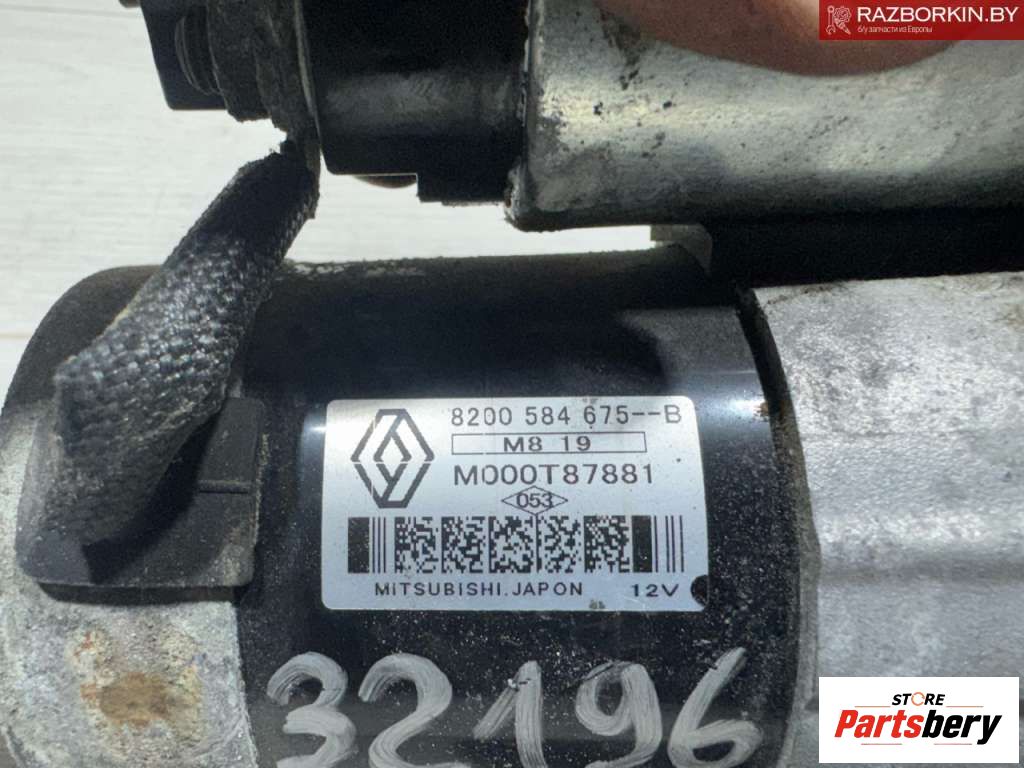 RAZBORKIN.BY
б/у запчасти из Европы
8200 584 675--B
M8 19
M000T87881
053
MITSUBISHI.JAPON 12V
32196
STORE
Partsbery